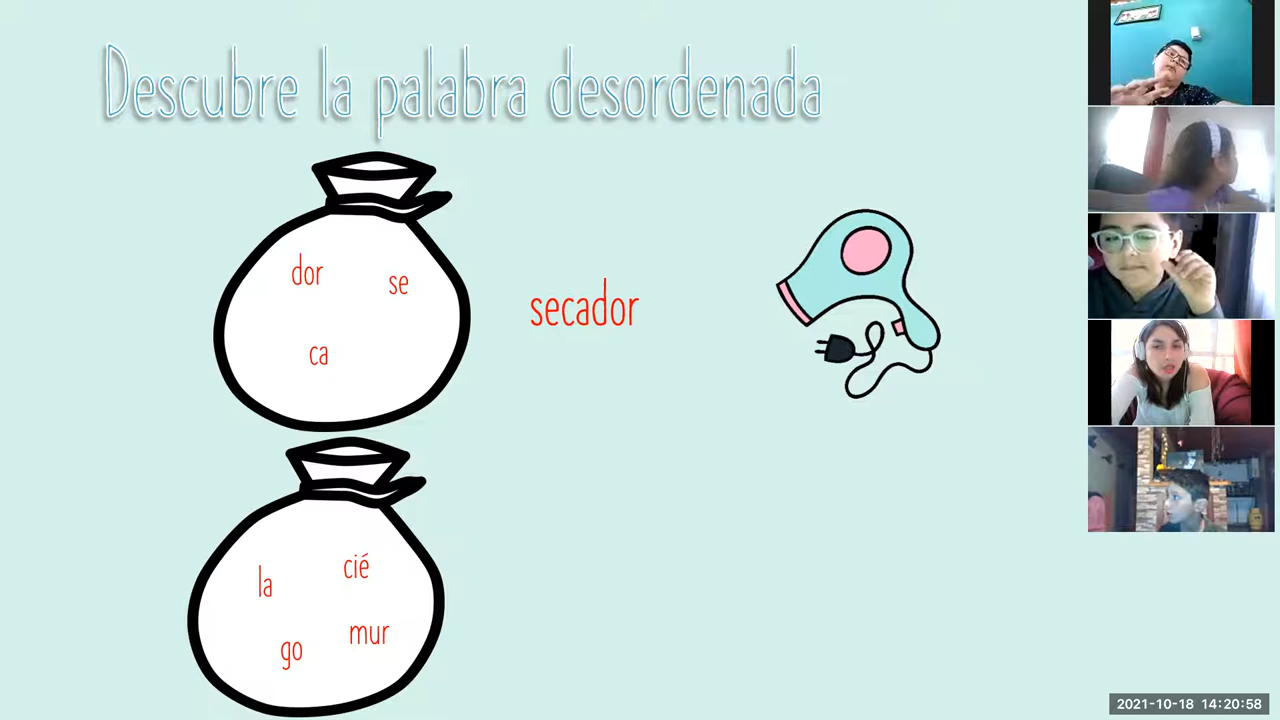 Descubre la palabra desordenada
dor se
ca
secador
la cié
go mur
2021-10-18 14:20:58